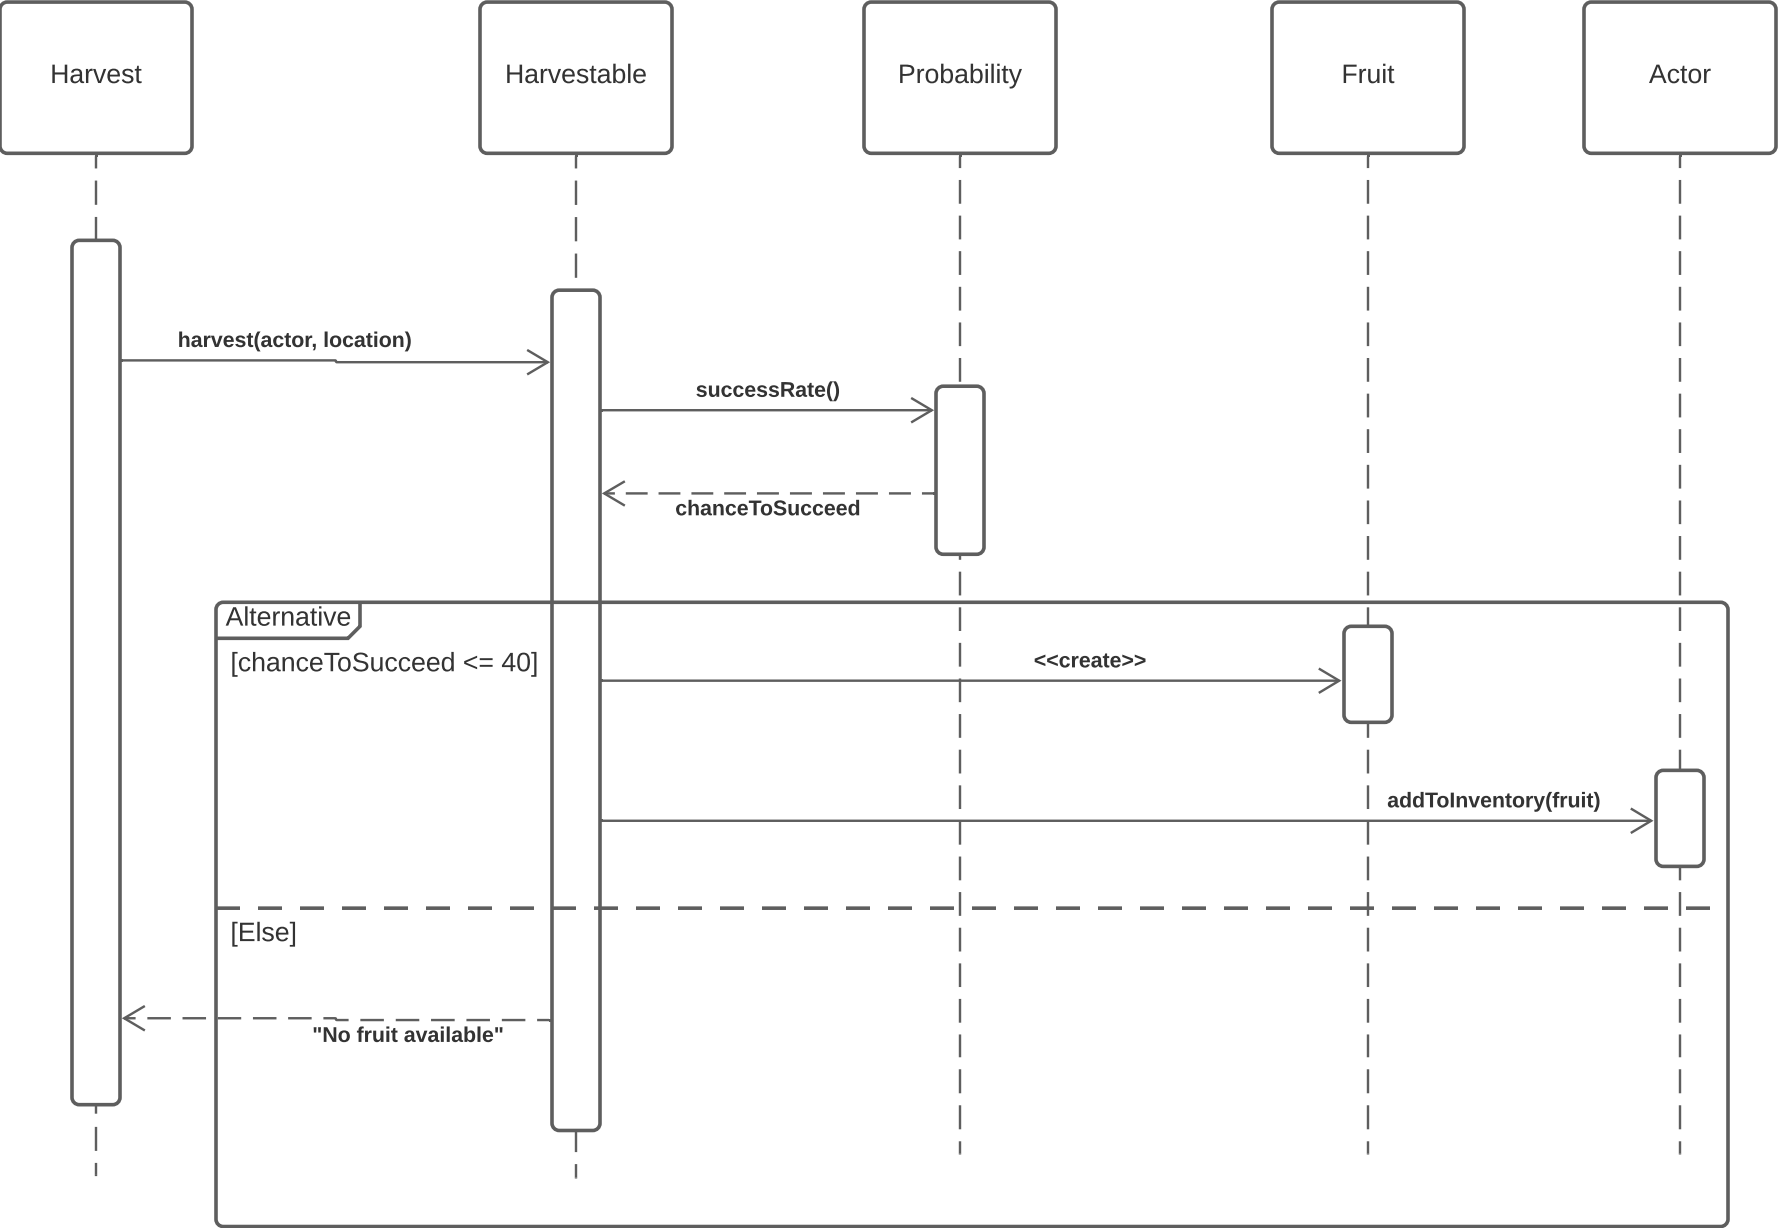 Harvest
Harvestable
Probability
Fruit
Actor
harvest(actor, location)
successRate()
chanceToSucceed
Alternative
[chanceToSucceed <= 40]
<<create>>
addToInventory(fruit)
[Else]
"No fruit available"